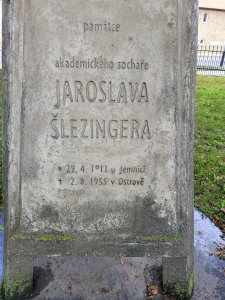 památce
akademického sochaře
JAROSLAVA
ŠLEZINGERA
* 29. 4. 1911 v Jemnici
† 2. 8. 1955 v Ostrově